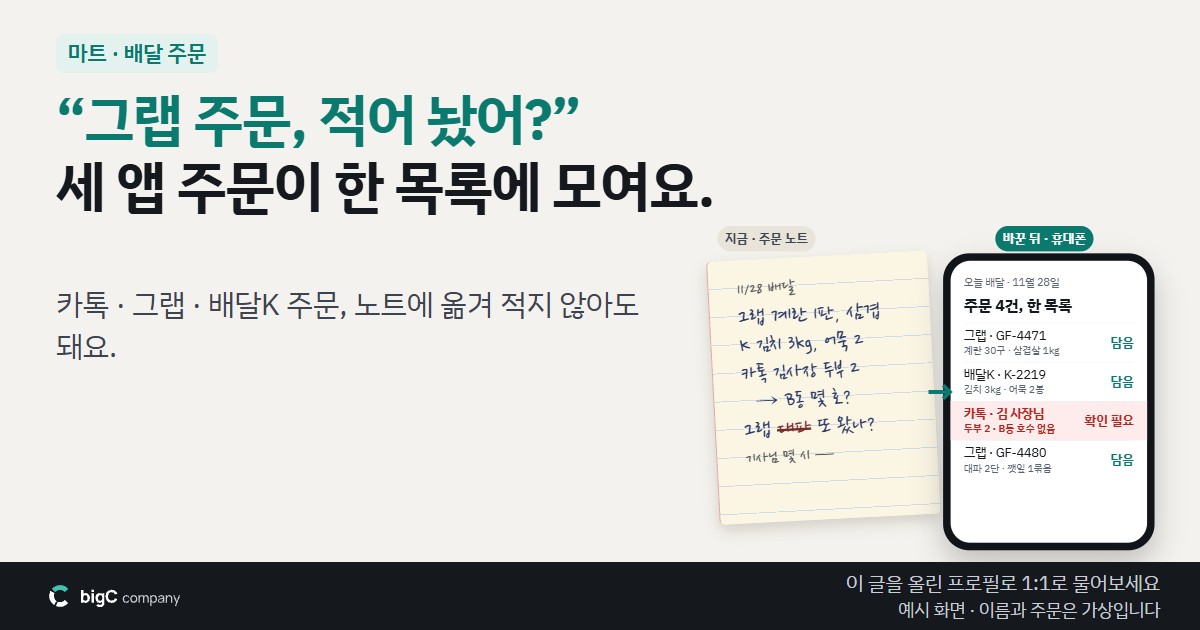 마트 · 배달 주문
“그랩 주문, 적어 놨어?”
세 앱 주문이 한 목록에 모여요.
카톡 · 그랩 · 배달K 주문, 노트에 옮겨 적지 않아도
돼요.
지금 · 주문 노트
11/28 배달
그랩 계란 1판, 삼겹
K 김치 3kg, 어묵 2
카톡 김사장 두부 2
→ B동 몇 호?
그랩 대파 또 왔나?
기사님 몇 시 —
→
바꾼 뒤 · 휴대폰
오늘 배달 · 11월 28일
주문 4건, 한 목록
그랩 · GF-4471
계란 30구 · 삼겹살 1kg
담음
배달K · K-2219
김치 3kg · 어묵 2봉
담음
카톡 · 김 사장님
두부 2 · B동 호수 없음
확인 필요
그랩 · GF-4480
대파 2단 · 깻잎 1묶음
담음
bigC company
이 글을 올린 프로필로 1:1로 물어보세요
예시 화면 · 이름과 주문은 가상입니다